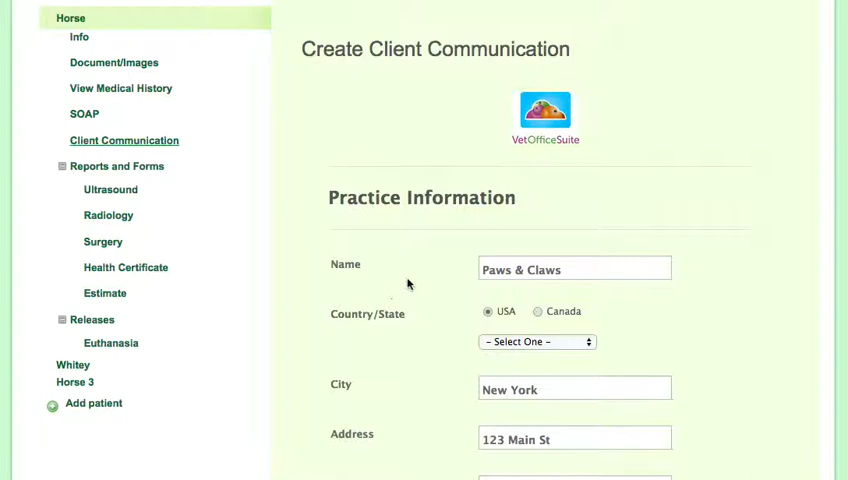 Horse
Info
Document/Images
View Medical History
SOAP
Client Communication
Reports and Forms
Ultrasound
Radiology
Surgery
Health Certificate
Estimate
Releases
Euthanasia
Whitey
Horse 3
Add patient
Create Client Communication
VetOfficeSuite
Practice Information
Name
Paws & Claws
Country/State
USA Canada
– Select One –
City
New York
Address
123 Main St